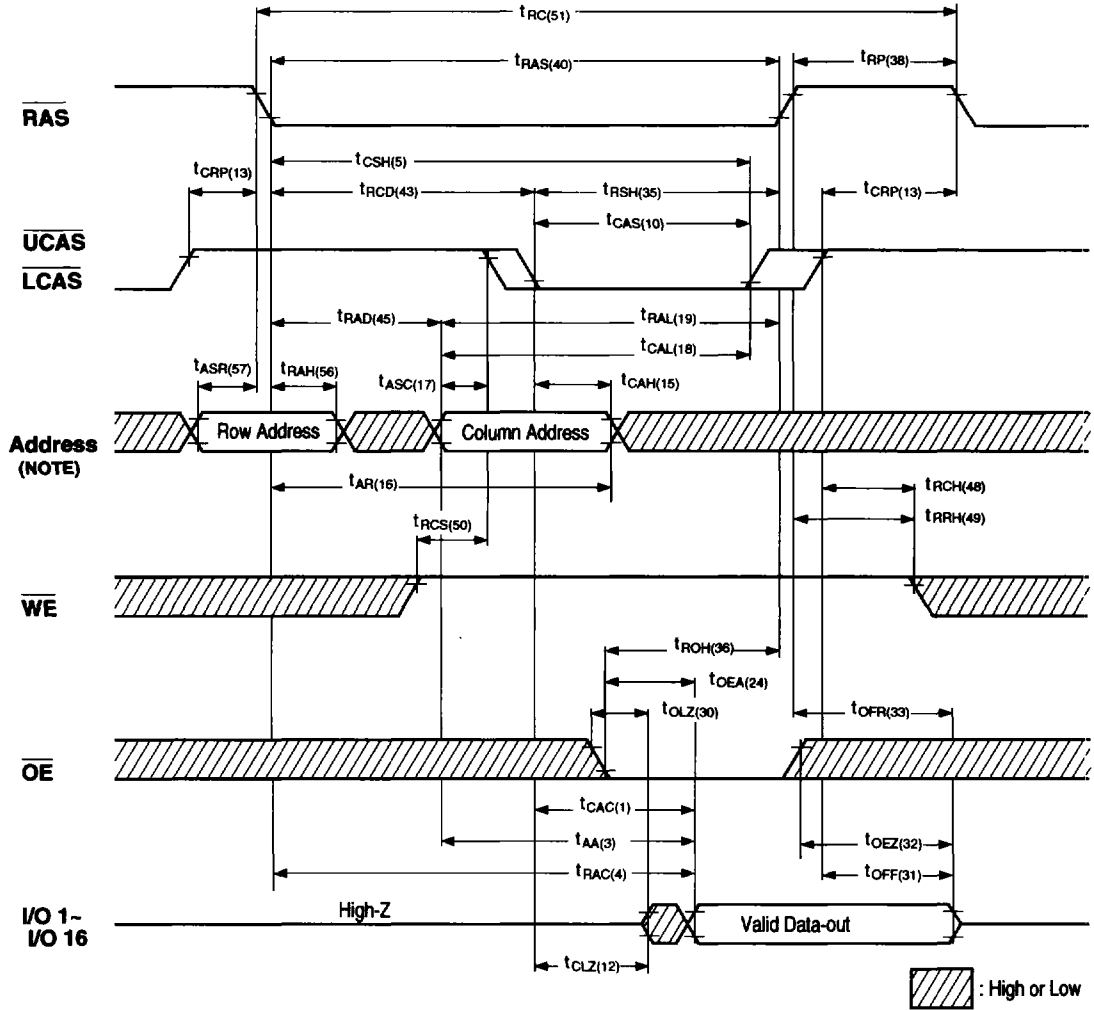 tRC(51)
tRAS(40)
tRP(38)
RAS
tCRP(13)
tCSH(5)
tRCD(43)
tRSH(35)
tCRP(13)
tCAS(10)
UCAS
LCAS
tRAD(45)
tRAL(19)
tCAL(18)
tASR(57)
tRAH(56)
tASC(17)
tCAH(15)
Address
(NOTE)
Row Address
Column Address
tAR(16)
tRCH(48)
tRRH(49)
tRCS(50)
WE
tROH(36)
tOEA(24)
tOLZ(30)
tOFR(33)
OE
tCAC(1)
tAA(3)
tOEZ(32)
tRAC(4)
tOFF(31)
I/O 1~
I/O 16
High-Z
Valid Data-out
tCLZ(12)
: High or Low